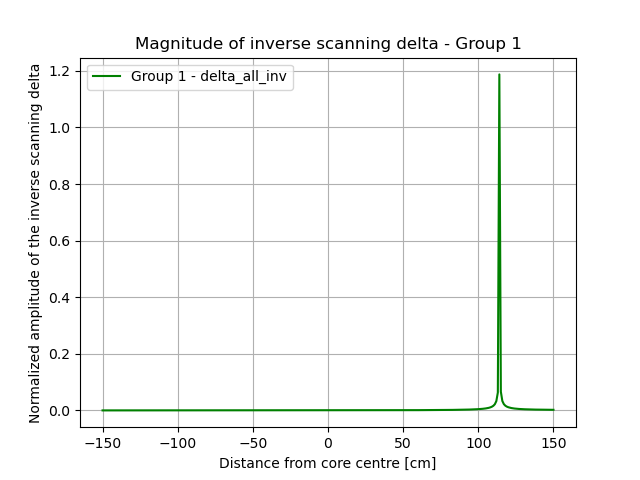 Magnitude of inverse scanning delta - Group 1
Group 1 - delta_all_inv
Normalized amplitude of the inverse scanning delta
1.2
1.0
0.8
0.6
0.4
0.2
0.0
−150 −100 −50 0 50 100 150
Distance from core centre [cm]